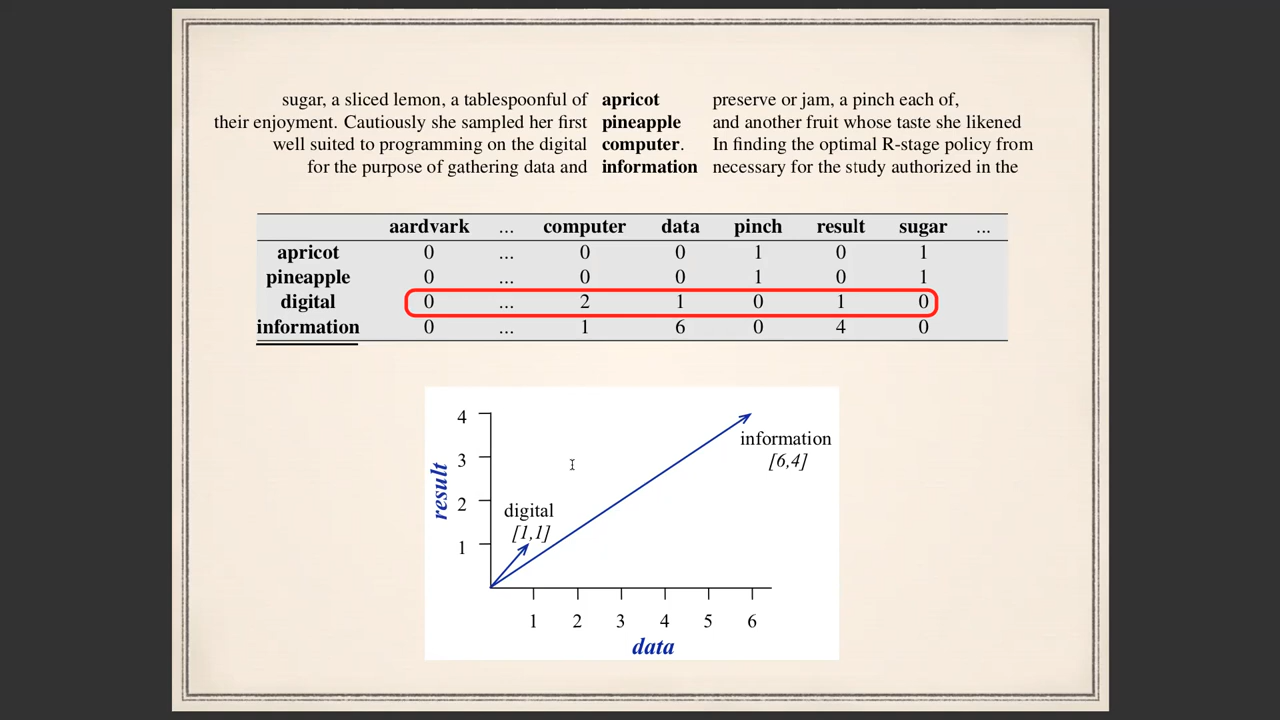 sugar, a sliced lemon, a tablespoonful of apricot preserve or jam, a pinch each of,
their enjoyment. Cautiously she sampled her first pineapple and another fruit whose taste she likened
well suited to programming on the digital computer. In finding the optimal R-stage policy from
for the purpose of gathering data and information necessary for the study authorized in the
aardvark ... computer data pinch result sugar ...
apricot 0 ... 0 0 1 0 1
pineapple 0 ... 0 0 1 0 1
digital 0 ... 2 1 0 1 0
information 0 ... 1 6 0 4 0
4
3
2
1
result
information
[6,4]
digital
[1,1]
1 2 3 4 5 6
data